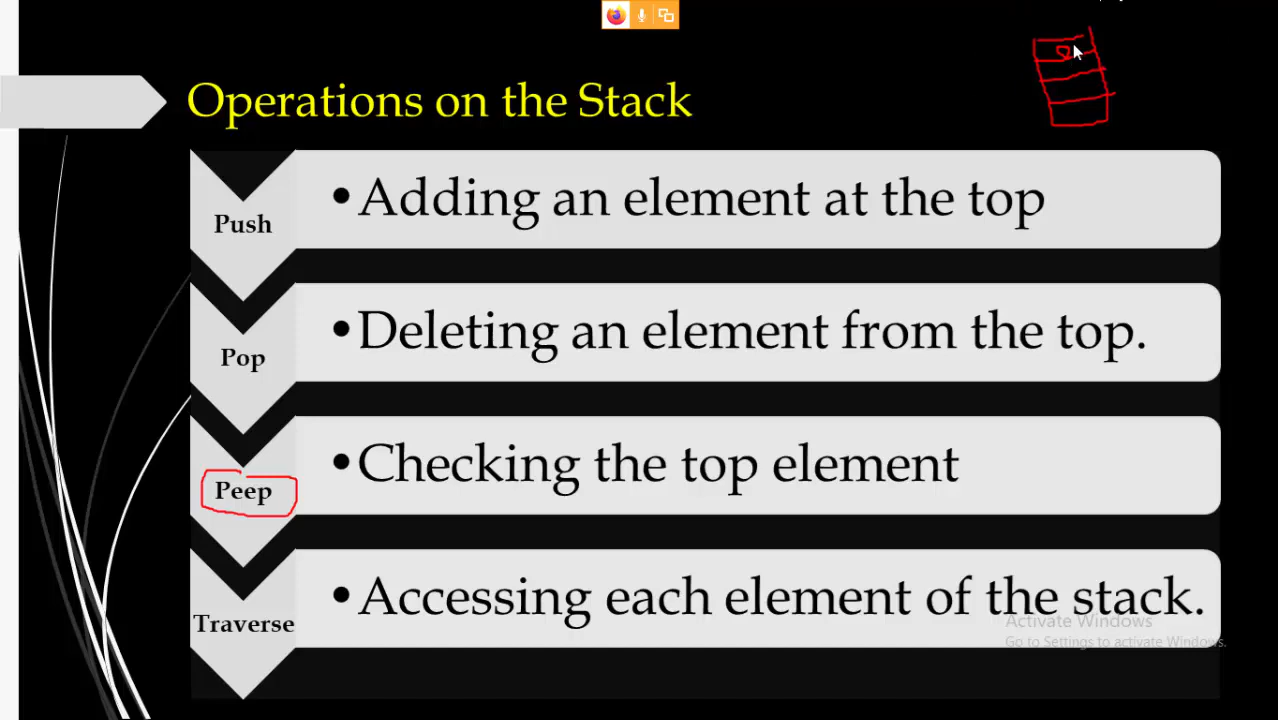 Operations on the Stack
Push
•Adding an element at the top
Pop
•Deleting an element from the top.
Peep
•Checking the top element
Traverse
•Accessing each element of the stack.
Activate Windows
Go to Settings to activate Windows.